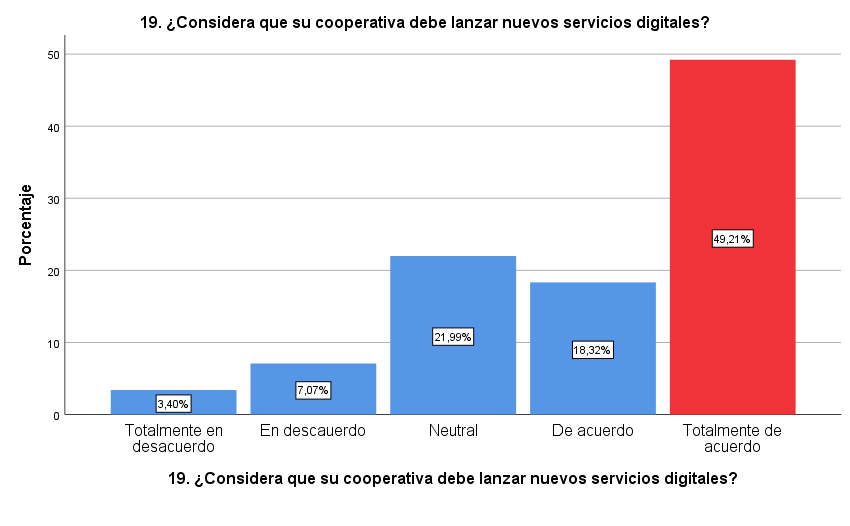 19. ¿Considera que su cooperativa debe lanzar nuevos servicios digitales?
Porcentaje
50
40
30
20
10
0
3,40%
7,07%
21,99%
18,32%
49,21%
Totalmente en
desacuerdo
En descauerdo
Neutral
De acuerdo
Totalmente de
acuerdo
19. ¿Considera que su cooperativa debe lanzar nuevos servicios digitales?